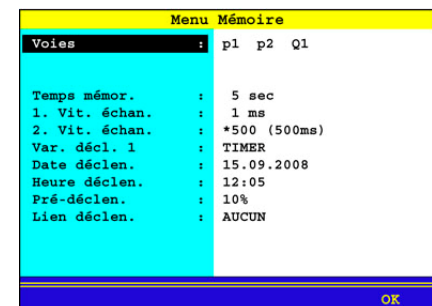 Menu Mémoire
Voies : p1 p2 Q1
Temps mémor. : 5 sec
1. Vit. échan. : 1 ms
2. Vit. échan. : *500 (500ms)
Var. décl. 1 : TIMER
Date déclen. : 15.09.2008
Heure déclen. : 12:05
Pré-déclen. : 10%
Lien déclen. : AUCUN
OK